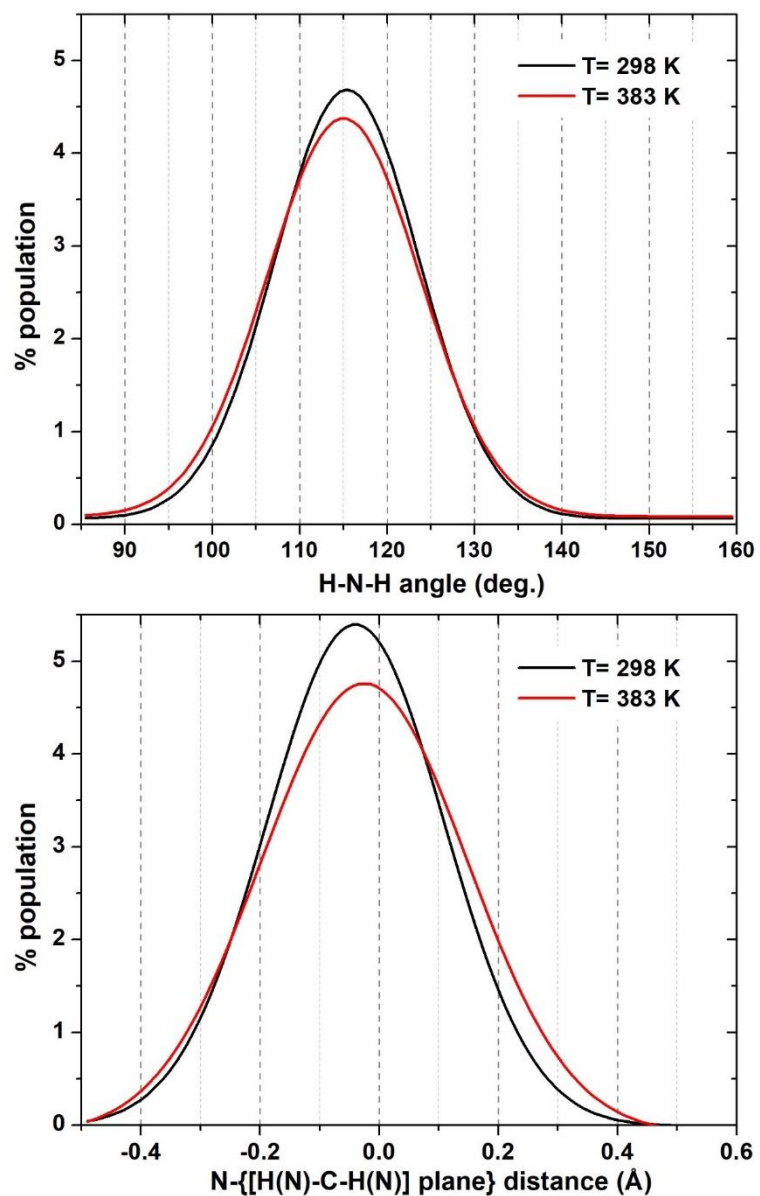 5
4
3
2
1
0
% population
T= 298 K
T= 383 K
90 100 110 120 130 140 150 160
H-N-H angle (deg.)
5
4
3
2
1
0
% population
T= 298 K
T= 383 K
-0.4 -0.2 0.0 0.2 0.4 0.6
N-{[H(N)-C-H(N)] plane} distance (Å)